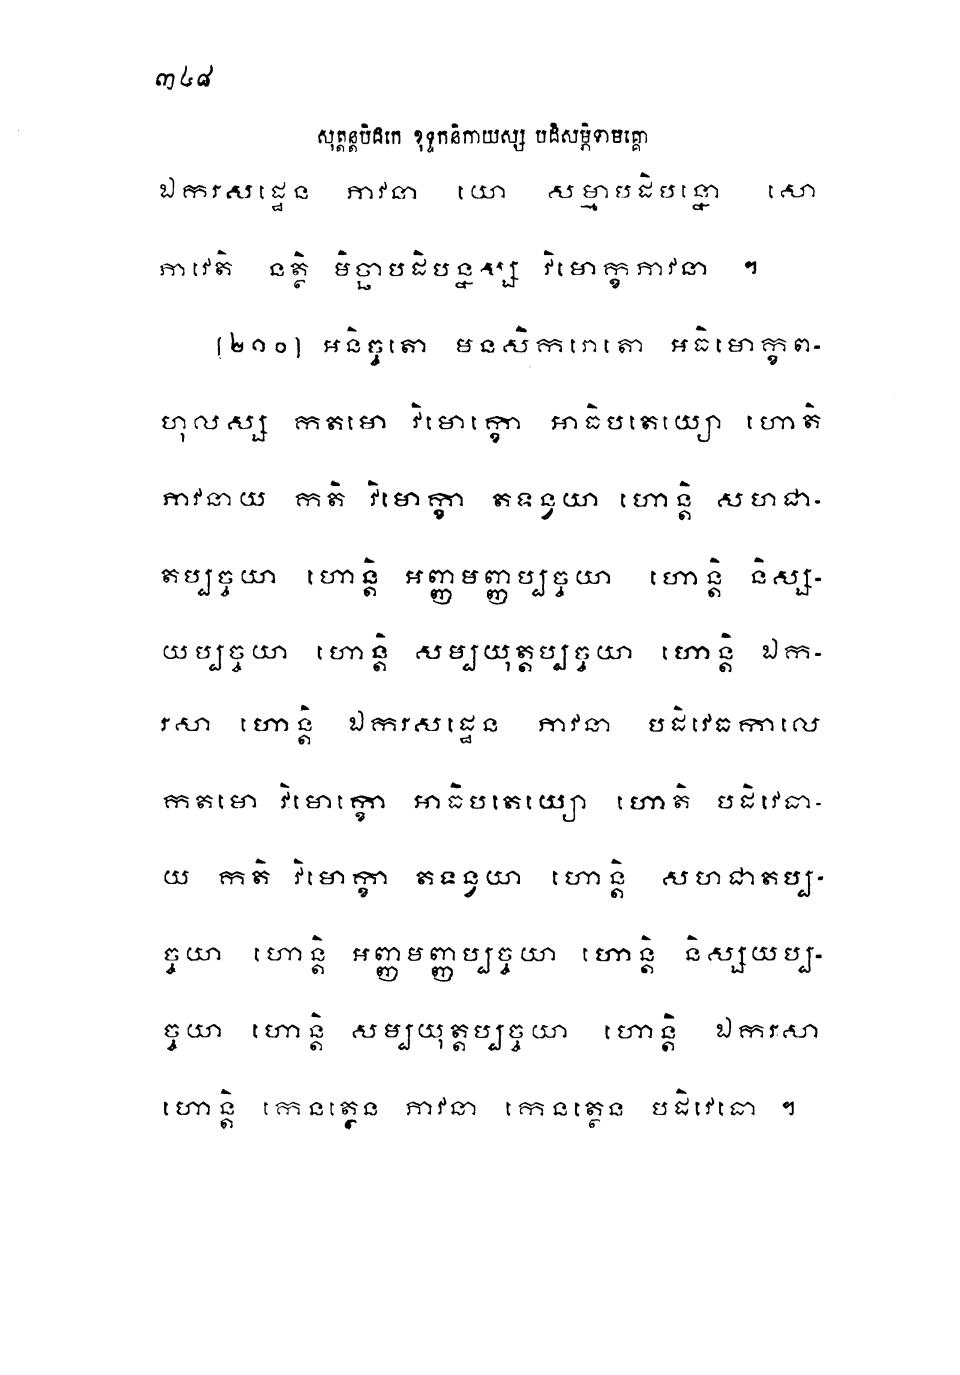 ៣៤៨
សុត្តន្តបិដកេ ខុទ្ទកនិកាយស្ស បដិសម្ភិទាមគ្គោ
ឯករសដ្ឋេន ភាវនា យោ សម្មាបដិបន្នោ សោ
ភាវេតិ នត្ថិ មិច្ឆាបដិបន្នស្ស វិមោក្ខភាវនា ។
[២១០] អនិច្ចតោ មនសិករោតោ អធិមោក្ខព-
ហុលស្ស កតមោ វិមោក្ខោ អាធិបតេយ្យោ ហោតិ
ភាវនាយ កតិ វិមោក្ខា តទន្វយា ហោន្តិ សហជា-
តប្បច្ចយា ហោន្តិ អញ្ញមញ្ញប្បច្ចយា ហោន្តិ និស្ស-
យប្បច្ចយា ហោន្តិ សម្បយុត្តប្បច្ចយា ហោន្តិ ឯក-
រសា ហោន្តិ ឯករសដ្ឋេន ភាវនា បដិវេធកាលេ
កតមោ វិមោក្ខោ អាធិបតេយ្យោ ហោតិ បដិវេធា-
យ កតិ វិមោក្ខា តទន្វយា ហោន្តិ សហជាតប្ប-
ច្ចយា ហោន្តិ អញ្ញមញ្ញប្បច្ចយា ហោន្តិ និស្សយប្ប-
ច្ចយា ហោន្តិ សម្បយុត្តប្បច្ចយា ហោន្តិ ឯករសា
ហោន្តិ កេនត្ថេន ភាវនា កេនត្ថេន បដិវេធោ ។